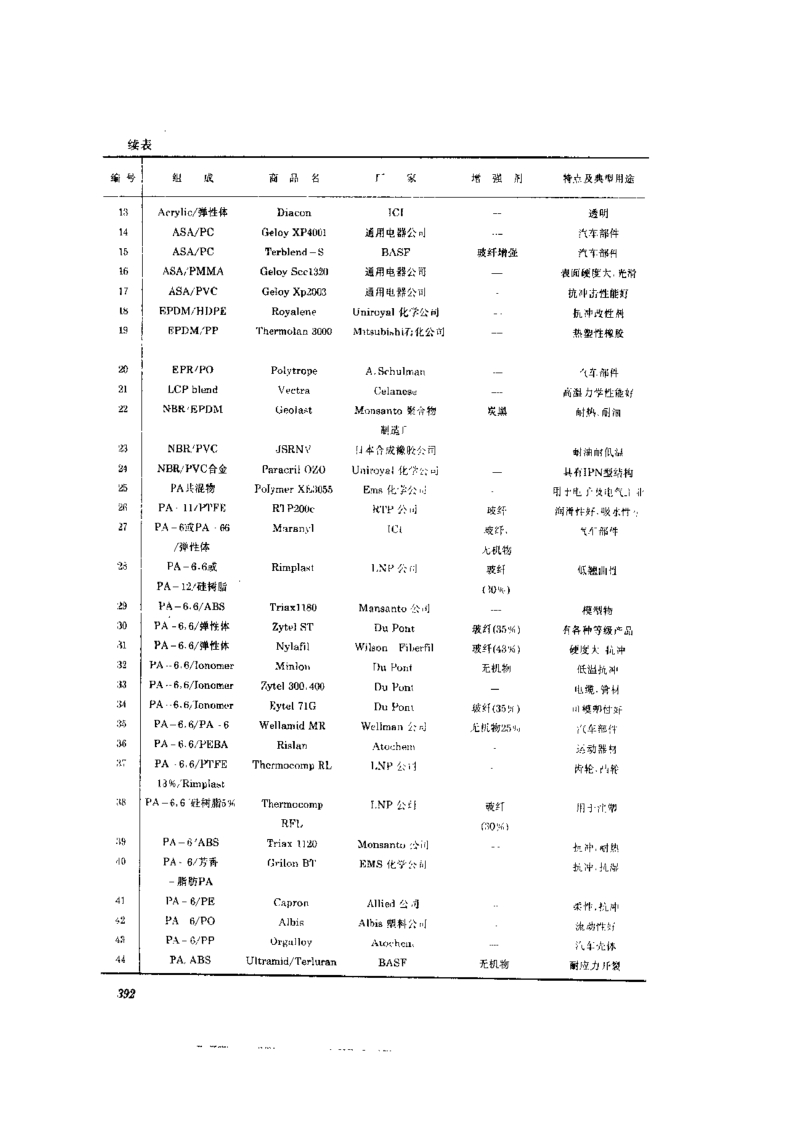 续表
编号 组成 商品名 厂家 增强剂 特点及典型用途
13 Acrylic/弹性体 Diacon ICI — 透明
14 ASA/PC Geloy XP4001 通用电器公司 — 汽车部件
15 ASA/PC Terblend-S BASF 玻纤增强 汽车部件
16 ASA/PMMA Geloy Scc1320 通用电器公司 — 表面硬度大,光滑
17 ASA/PVC Geloy Xp2003 通用电器公司 - 抗冲击性能好
18 EPDM/HDPE Royalene Uniroyal 化学公司 - 抗冲改性剂
19 EPDM/PP Thermolan 3000 Mitsubishi石化公司 — 热塑性橡胶
20 EPR/PO Polytrope A. Schulman — 汽车部件
21 LCP blend Vectra Celanese — 高温力学性能好
22 NBR/EPDM Geolast Monsanto 聚合物 炭黑 耐热,耐油
制造厂
23 NBR/PVC JSRNV 日本合成橡胶公司 耐油耐低温
24 NBR/PVC合金 Paracril OZO Uniroyal 化学公司 — 具有IPN型结构
25 PA共混物 Polymer XE3055 Ems 化学公司 - 用于电子及电气工业
26 PA-11/PTFE RTP200c RTP 公司 玻纤 润滑性好,吸水性
27 PA-6或PA-66 Maranyl ICI 玻纤, 汽车部件
/弹性体 无机物
28 PA-6.6或 Rimplast LNP 公司 玻纤 低翘曲性
PA-12/硅树脂 (30%)
29 PA-6.6/ABS Triax1180 Mansanto 公司 — 模塑物
30 PA-6.6/弹性体 Zytel ST Du Pont 玻纤(35%) 有各种等级产品
31 PA-6.6/弹性体 Nylafil Wilson Fiberfil 玻纤(43%) 硬度大 抗冲
32 PA-6.6/Ionomer Minlon Du Pont 无机物 低温抗冲
33 PA-6.6/Ionomer Zytel 300,400 Du Pont — 电缆,管材
34 PA-6.6/Ionomer Eytel 71G Du Pont 玻纤(35%) 可模塑性好
35 PA-6.6/PA-6 Wellamid MR Wellman 公司 无机物25% 汽车部件
36 PA-6.6/PEBA Rislan Atochem - 运动器材
37 PA-6.6/PTFE Thermocomp RL LNP 公司 - 齿轮,凸轮
13%/Rimplast
38 PA-6.6 硅树脂5% Thermocomp LNP 公司 玻纤 用于注塑
RFL (30%)
39 PA-6/ABS Triax 1120 Monsanto 公司 - 抗冲,耐热
40 PA-6/芳香 Grilon BT EMS 化学公司 抗冲,抗湿
-脂肪PA
41 PA-6/PE Capron Allied 公司 - 柔性,抗冲
42 PA 6/PO Albis Albis 塑料公司 - 流动性好
43 PA-6/PP Orgalloy Atochem — 汽车壳体
44 PA, ABS Ultramid/Terluran BASF 无机物 耐应力开裂
392